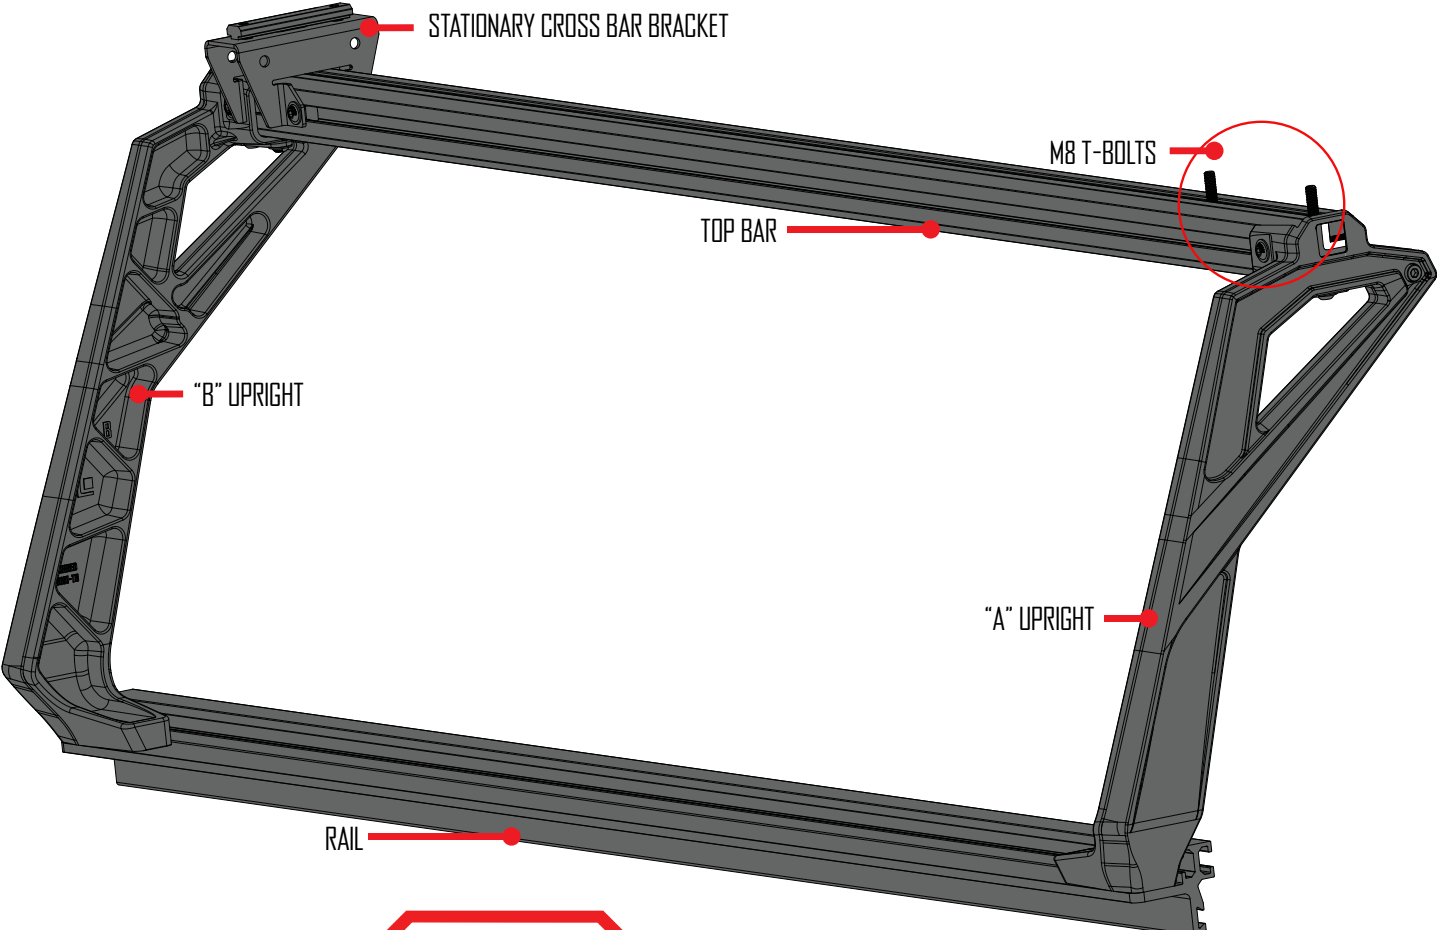 STATIONARY CROSS BAR BRACKET
M8 T-BOLTS
TOP BAR
"B" UPRIGHT
B
"A" UPRIGHT
RAIL